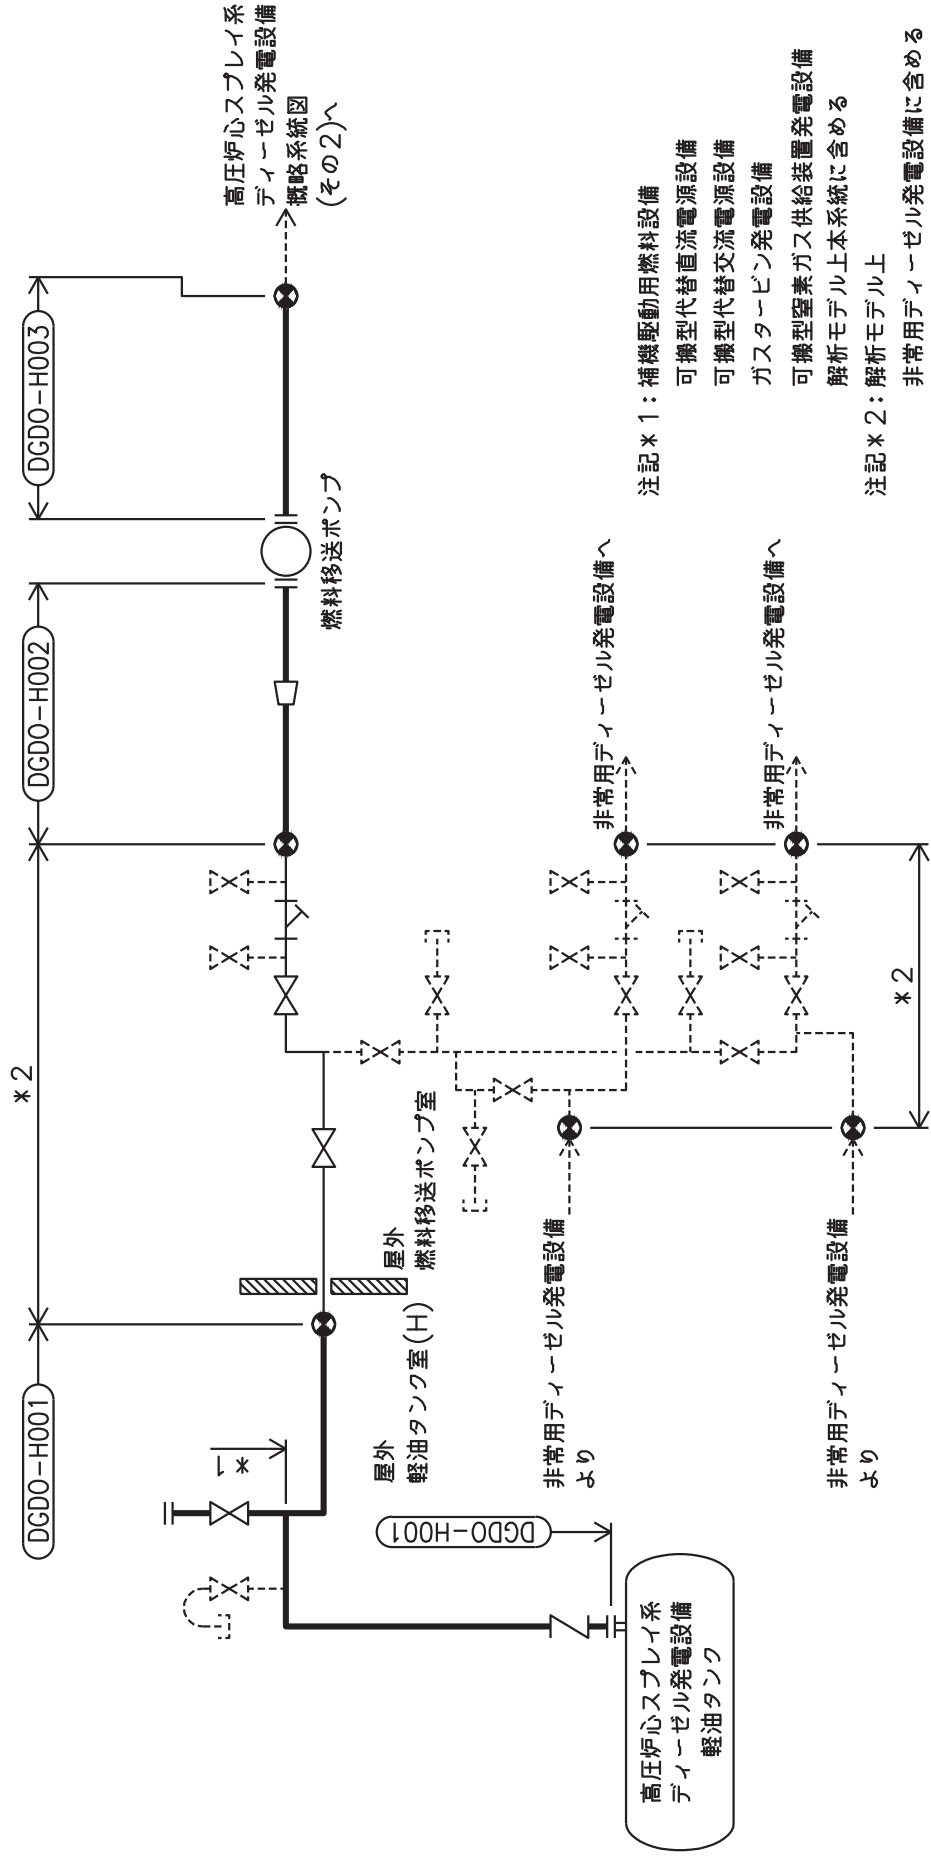 DGDO-H001
＊2
DGDO-H002
DGDO-H003
高圧炉心スプレイ系
ディーゼル発電設備
概略系統図
(その2)へ
＊1
燃料移送ポンプ
屋外
軽油タンク室(H)
屋外
燃料移送ポンプ室
DGDO-H001
高圧炉心スプレイ系
ディーゼル発電設備
軽油タンク
非常用ディーゼル発電設備
より
非常用ディーゼル発電設備へ
非常用ディーゼル発電設備
より
非常用ディーゼル発電設備へ
＊2
注記＊1：補機駆動用燃料設備
可搬型代替直流電源設備
可搬型代替交流電源設備
ガスタービン発電設備
可搬型窒素ガス供給装置発電設備
解析モデル上本系統に含める
注記＊2：解析モデル上
非常用ディーゼル発電設備に含める